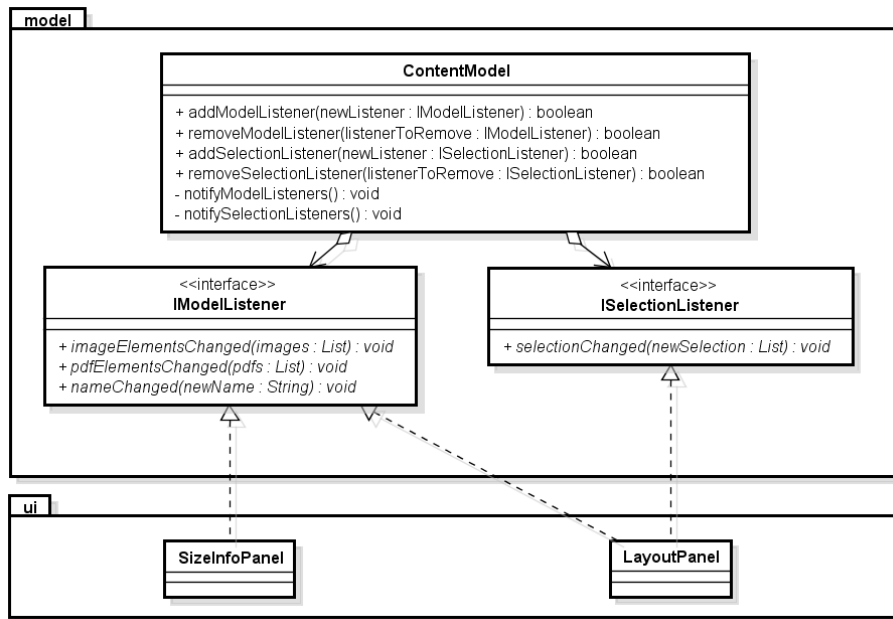 model
ContentModel
+ addModelListener(newListener : IModelListener) : boolean
+ removeModelListener(listenerToRemove : IModelListener) : boolean
+ addSelectionListener(newListener : ISelectionListener) : boolean
+ removeSelectionListener(listenerToRemove : ISelectionListener) : boolean
- notifyModelListeners() : void
- notifySelectionListeners() : void
<<interface>>
IModelListener
+ imageElementsChanged(images : List) : void
+ pdfElementsChanged(pdfs : List) : void
+ nameChanged(newName : String) : void
<<interface>>
ISelectionListener
+ selectionChanged(newSelection : List) : void
ui
SizeInfoPanel
LayoutPanel